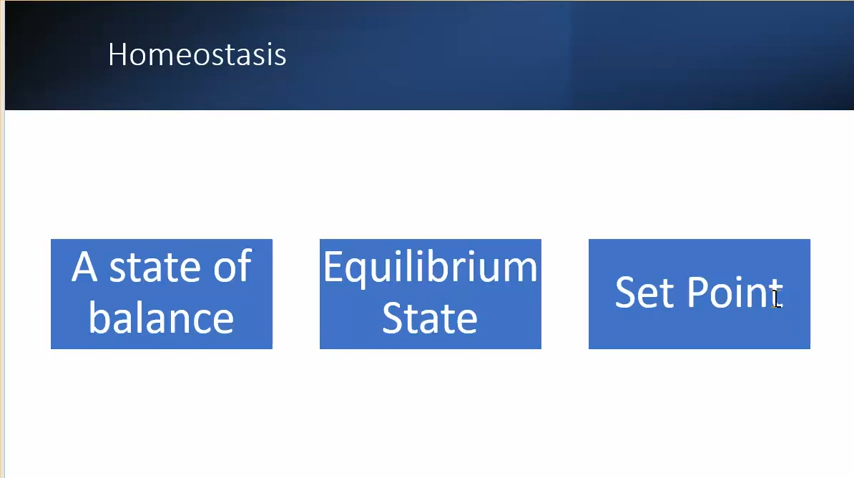 Homeostasis
A state of
balance
Equilibrium
State
Set Point